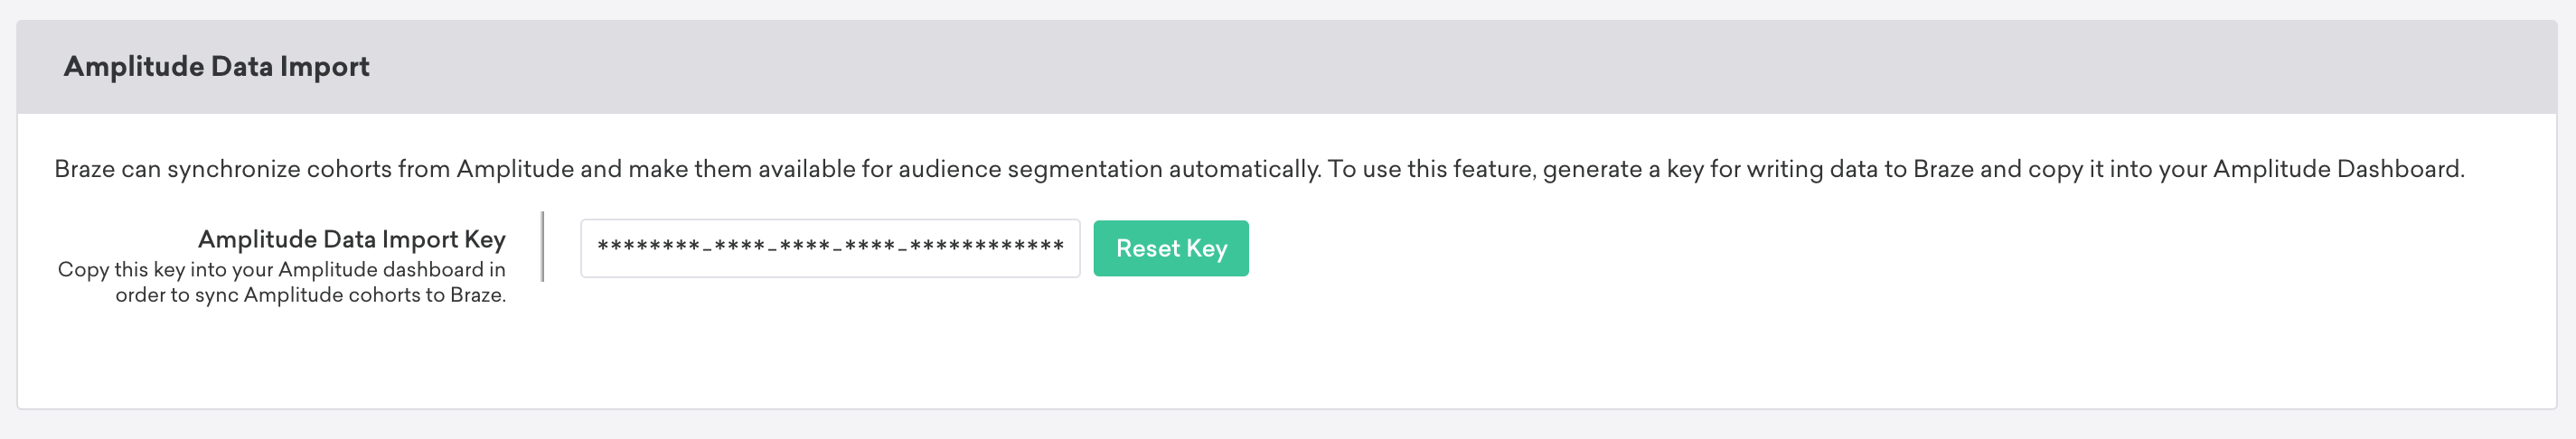 Amplitude Data Import
Braze can synchronize cohorts from Amplitude and make them available for audience segmentation automatically. To use this feature, generate a key for writing data to Braze and copy it into your Amplitude Dashboard.
Amplitude Data Import Key
Copy this key into your Amplitude dashboard in
order to sync Amplitude cohorts to Braze.
********-****-****-****-************
Reset Key